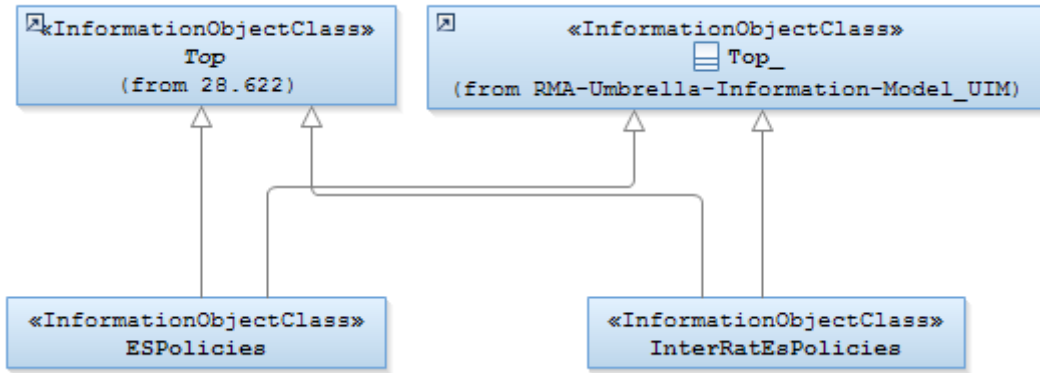 «InformationObjectClass»
Top
(from 28.622)
«InformationObjectClass»
Top_
(from RMA-Umbrella-Information-Model_UIM)
«InformationObjectClass»
ESPolicies
«InformationObjectClass»
InterRatEsPolicies